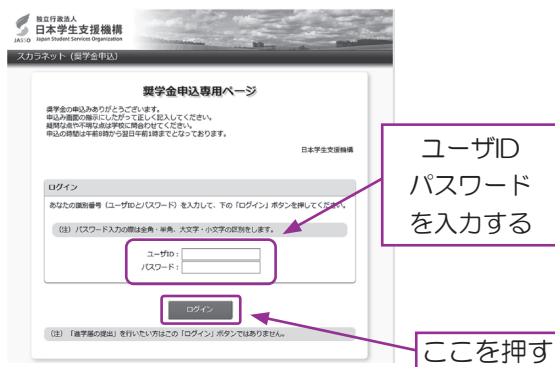 独立行政法人
日本学生支援機構
JASSO Japan Student Services Organization
スカラネット（奨学金申込）
奨学金申込専用ページ
奨学金の申込みありがとうございます。
申込み画面の指示にしたがって正しく記入してください。
疑問な点や不明な点は学校に問合わせてください。
申込の時間は午前8時から翌日午前1時までとなっております。
日本学生支援機構
ログイン
あなたの識別番号（ユーザIDとパスワード）を入力して、下の「ログイン」ボタンを押してください。
（注）パスワード入力の際は全角・半角、大文字・小文字の区別をします。
ユーザID：
パスワード：
ログイン
（注）「進学届の提出」を行いたい方はこの「ログイン」ボタンではありません。
ユーザID
パスワード
を入力する
ここを押す